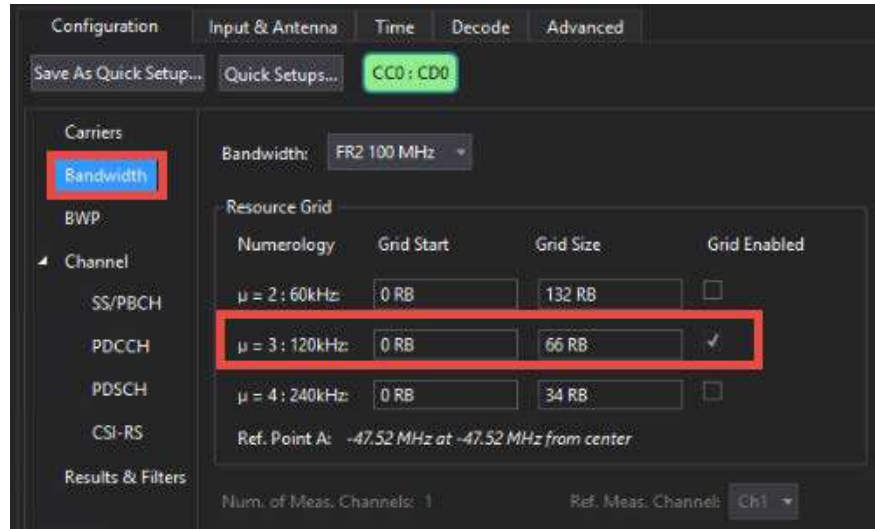 Configuration Input & Antenna Time Decode Advanced
Save As Quick Setup... Quick Setups... CC0 : CD0
Carriers
Bandwidth
BWP
Channel
SS/PBCH
PDCCH
PDSCH
CSI-RS
Results & Filters
Bandwidth: FR2 100 MHz
Resource Grid
Numerology Grid Start Grid Size Grid Enabled
μ = 2 : 60kHz: 0 RB 132 RB
μ = 3 : 120kHz: 0 RB 66 RB
μ = 4 : 240kHz: 0 RB 34 RB
Ref. Point A: -47.52 MHz at -47.52 MHz from center
Num. of Meas. Channels: 1 Ref. Meas. Channel: Ch1